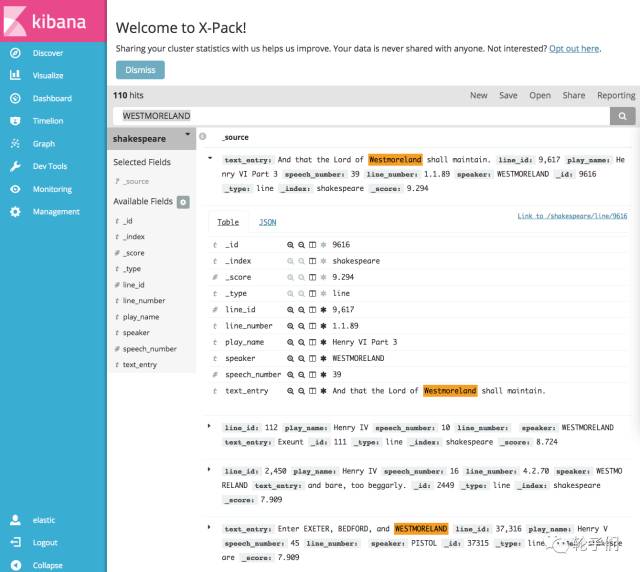 kibana
Discover
Visualize
Dashboard
Timelion
Graph
Dev Tools
Monitoring
Management
elastic
Logout
Collapse
Welcome to X-Pack!
Sharing your cluster statistics with us helps us improve. Your data is never shared with anyone. Not interested? Opt out here.
Dismiss
110 hits New Save Open Share Reporting
WESTMORELAND
shakespeare
Selected Fields
? _source
Available Fields
t _id
t _index
# _score
t _type
# line_id
t line_number
t play_name
t speaker
# speech_number
t text_entry
_source
text_entry: And that the Lord of Westmoreland shall maintain. line_id: 9,617 play_name: He
nry VI Part 3 speech_number: 39 line_number: 1.1.89 speaker: WESTMORELAND _id: 9616
_type: line _index: shakespeare _score: 9.294
Table JSON Link to /shakespeare/line/9616
t _id 9616
t _index shakespeare
# _score 9.294
t _type line
# line_id 9,617
t line_number 1.1.89
t play_name Henry VI Part 3
t speaker WESTMORELAND
# speech_number 39
t text_entry And that the Lord of Westmoreland shall maintain.
line_id: 112 play_name: Henry IV speech_number: 10 line_number: speaker: WESTMORELAND
text_entry: Exeunt _id: 111 _type: line _index: shakespeare _score: 8.724
line_id: 2,450 play_name: Henry IV speech_number: 16 line_number: 4.2.70 speaker: WESTMO
RELAND text_entry: and bare, too beggarly. _id: 2449 _type: line _index: shakespeare
_score: 7.909
text_entry: Enter EXETER, BEDFORD, and WESTMORELAND line_id: 37,316 play_name: Henry V
speech_number: 45 line_number: speaker: PISTOL _id: 37315 _type: line
are _score: 7.909